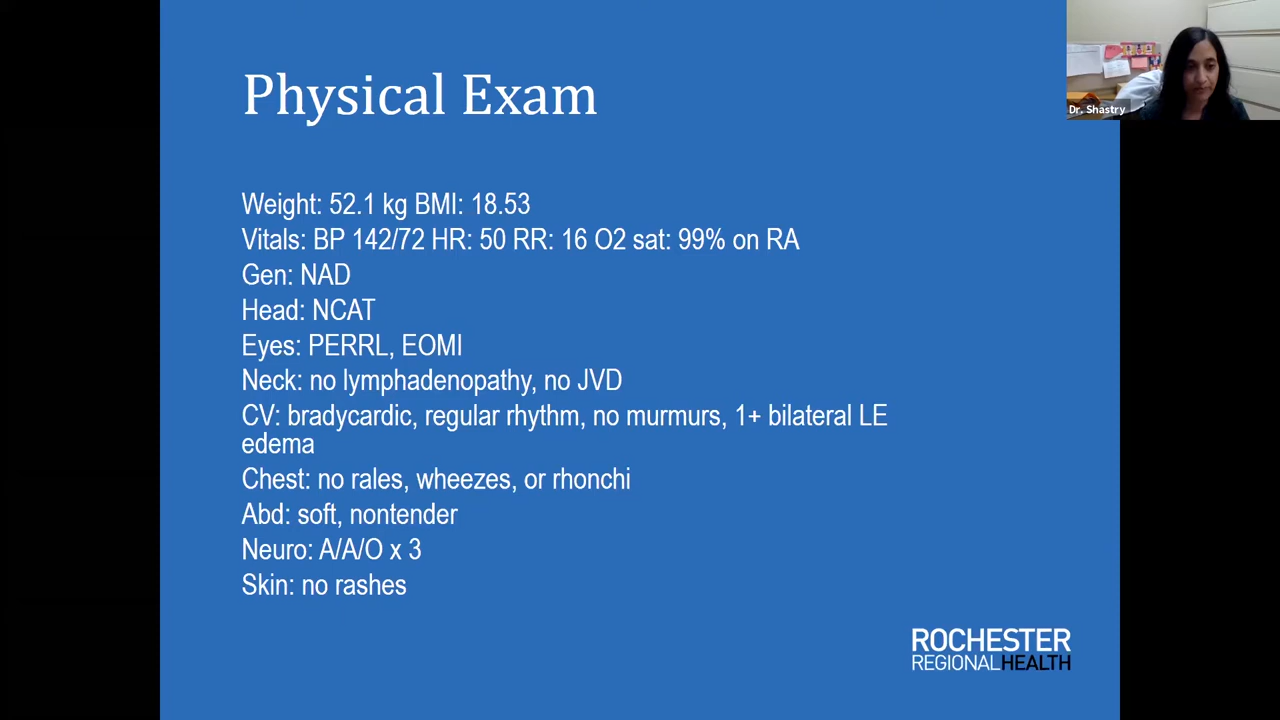 Physical Exam
Dr. Shastry
Weight: 52.1 kg BMI: 18.53
Vitals: BP 142/72 HR: 50 RR: 16 O2 sat: 99% on RA
Gen: NAD
Head: NCAT
Eyes: PERRL, EOMI
Neck: no lymphadenopathy, no JVD
CV: bradycardic, regular rhythm, no murmurs, 1+ bilateral LE
edema
Chest: no rales, wheezes, or rhonchi
Abd: soft, nontender
Neuro: A/A/O x 3
Skin: no rashes
ROCHESTER
REGIONALHEALTH